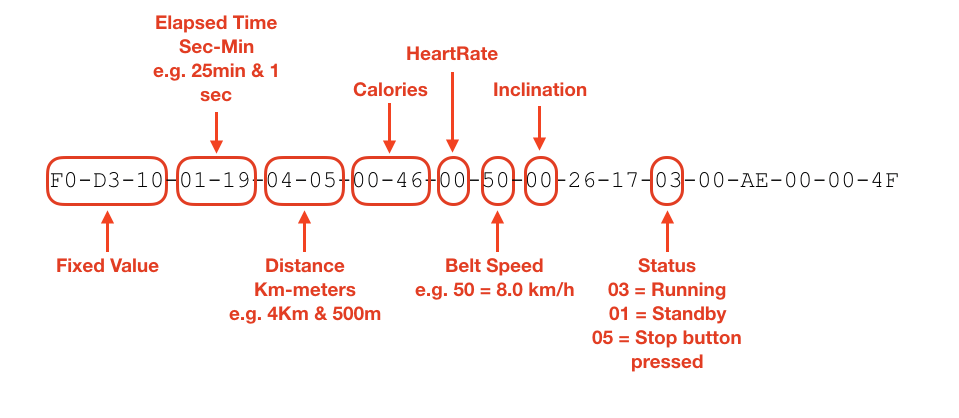 Elapsed Time
Sec-Min
e.g. 25min & 1
sec
HeartRate
Calories
Inclination
F0-D3-10-01-19-04-05-00-46-00-50-00-26-17-03-00-AE-00-00-4F
Fixed Value
Distance
Km-meters
e.g. 4Km & 500m
Belt Speed
e.g. 50 = 8.0 km/h
Status
03 = Running
01 = Standby
05 = Stop button
pressed